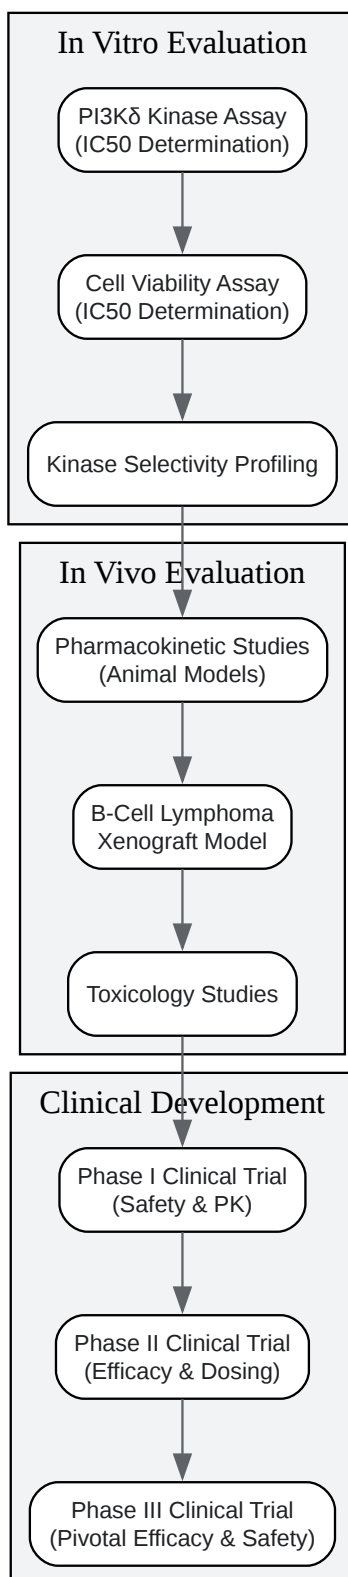 In Vitro Evaluation
PI3Kδ Kinase Assay
(IC50 Determination)
Cell Viability Assay
(IC50 Determination)
Kinase Selectivity Profiling
In Vivo Evaluation
Pharmacokinetic Studies
(Animal Models)
B-Cell Lymphoma
Xenograft Model
Toxicology Studies
Clinical Development
Phase I Clinical Trial
(Safety & PK)
Phase II Clinical Trial
(Efficacy & Dosing)
Phase III Clinical Trial
(Pivotal Efficacy & Safety)